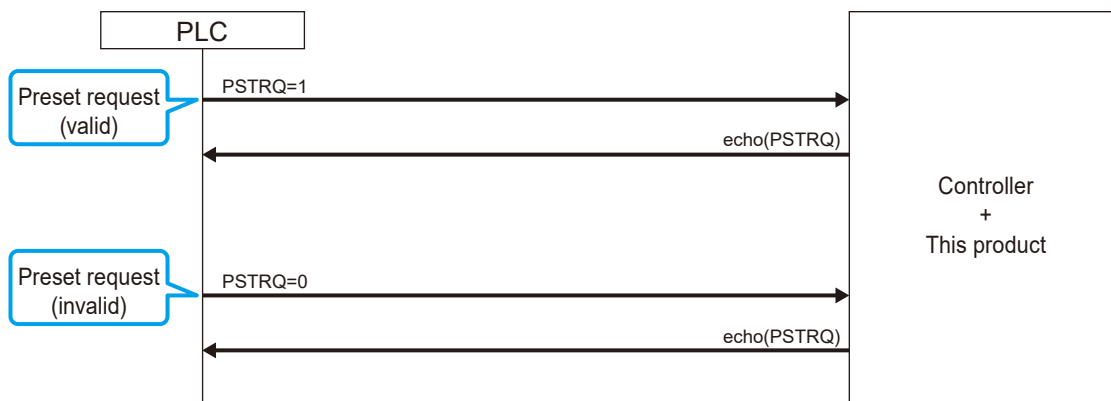 PLC
Preset request
(valid)
PSTRQ=1
echo(PSTRQ)
Controller
+
This product
Preset request
(invalid)
PSTRQ=0
echo(PSTRQ)